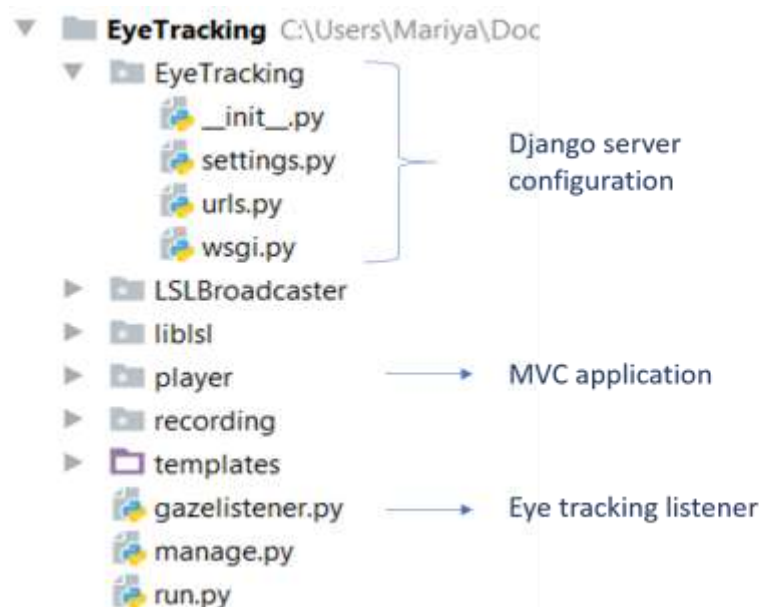 EyeTracking C:\Users\Mariya\Doc
EyeTracking
__init__.py
settings.py
urls.py
wsgi.py
Django server
configuration
LSLBroadcaster
liblsl
player
MVC application
recording
templates
gazelistener.py
Eye tracking listener
manage.py
run.py